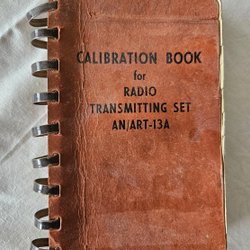 CALIBRATION BOOK
for
RADIO
TRANSMITTING SET
AN/ART-13A